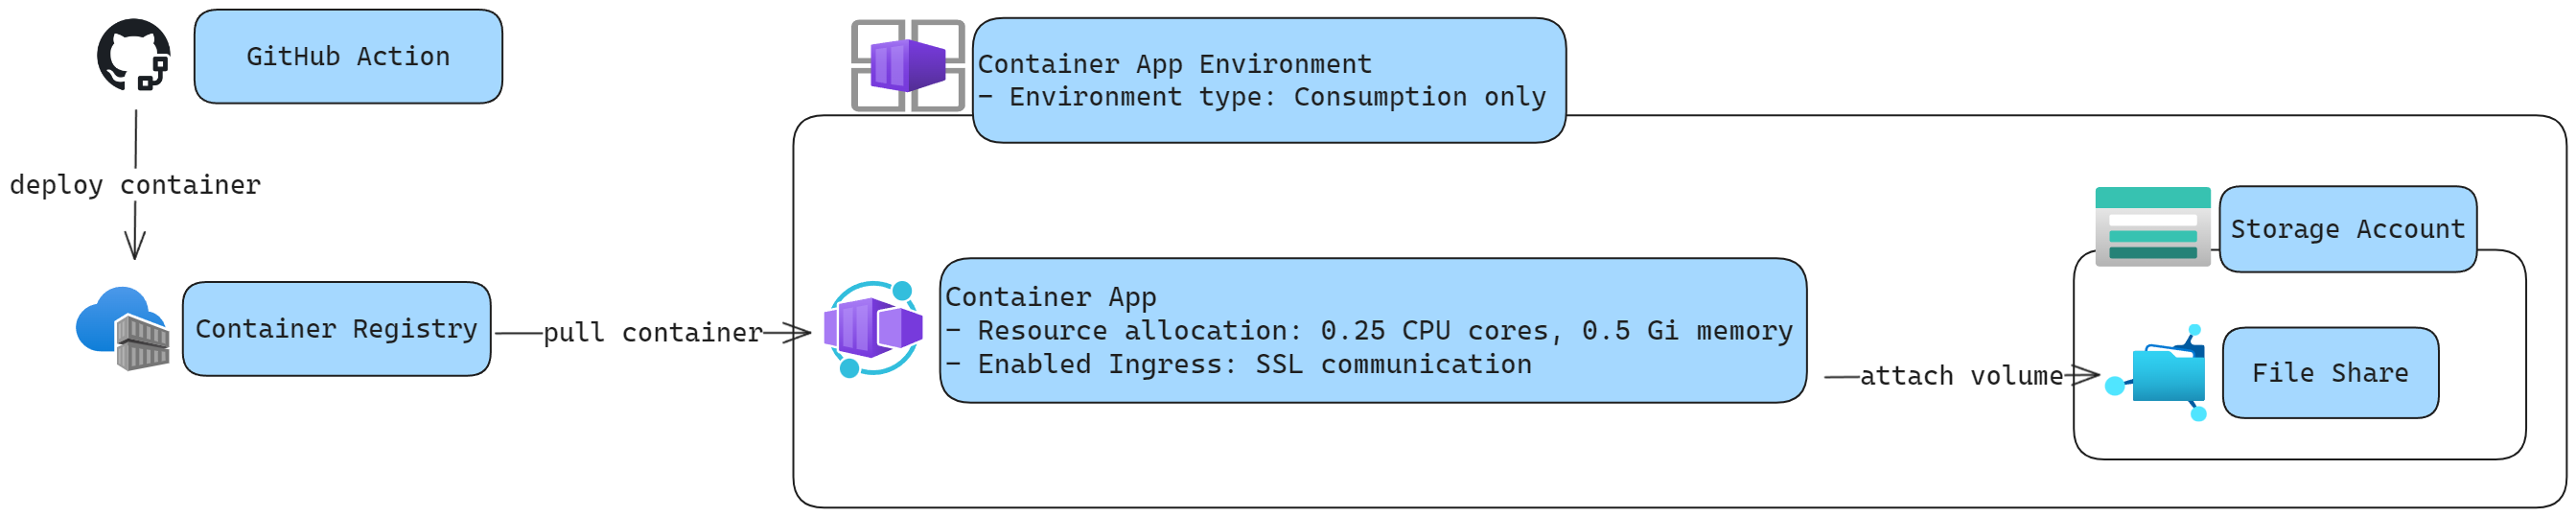 GitHub Action
deploy container
Container Registry
pull container
Container App Environment
- Environment type: Consumption only
Container App
- Resource allocation: 0.25 CPU cores, 0.5 Gi memory
- Enabled Ingress: SSL communication
attach volume
Storage Account
File Share